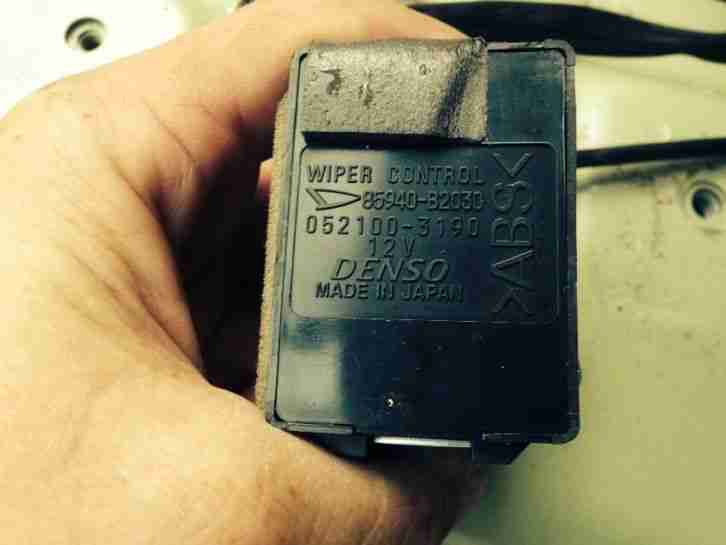 WIPER CONTROL
85940-B2030
052100-3190
12V
DENSO
MADE IN JAPAN
>ABS<